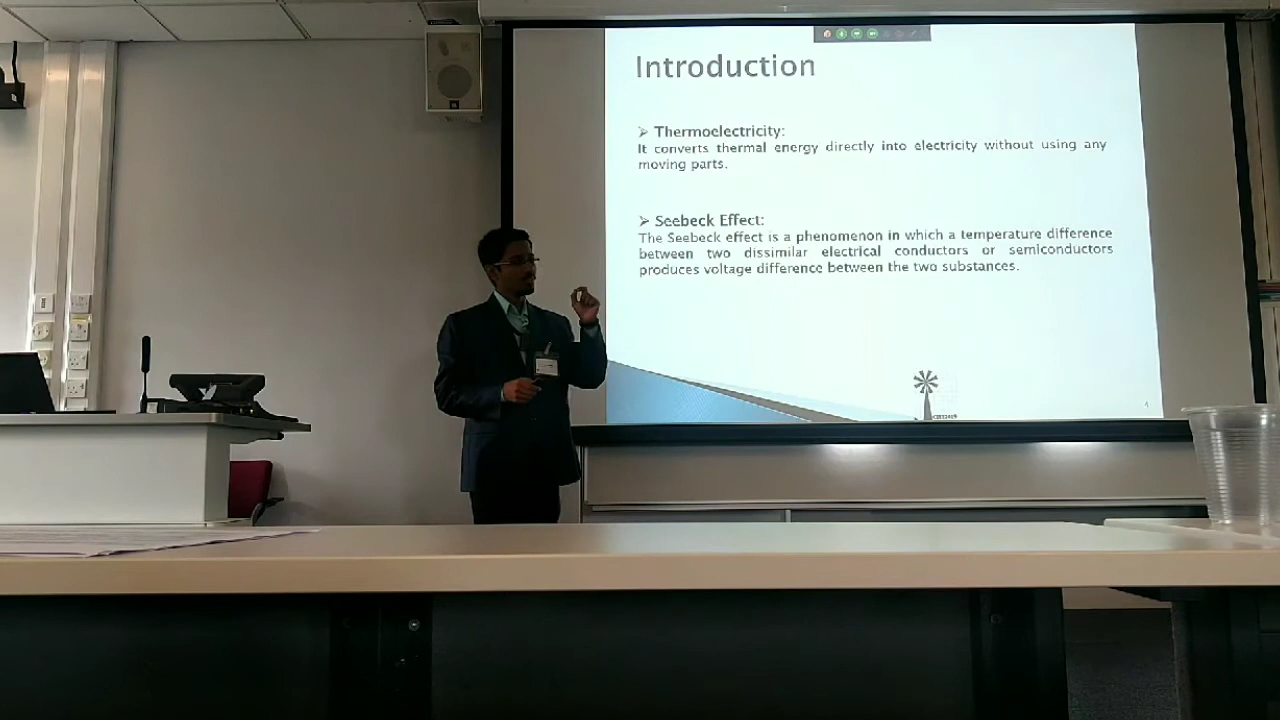 Introduction
➢ Thermoelectricity:
It converts thermal energy directly into electricity without using any
moving parts.
➢ Seebeck Effect:
The Seebeck effect is a phenomenon in which a temperature difference
between two dissimilar electrical conductors or semiconductors
produces voltage difference between the two substances.
4